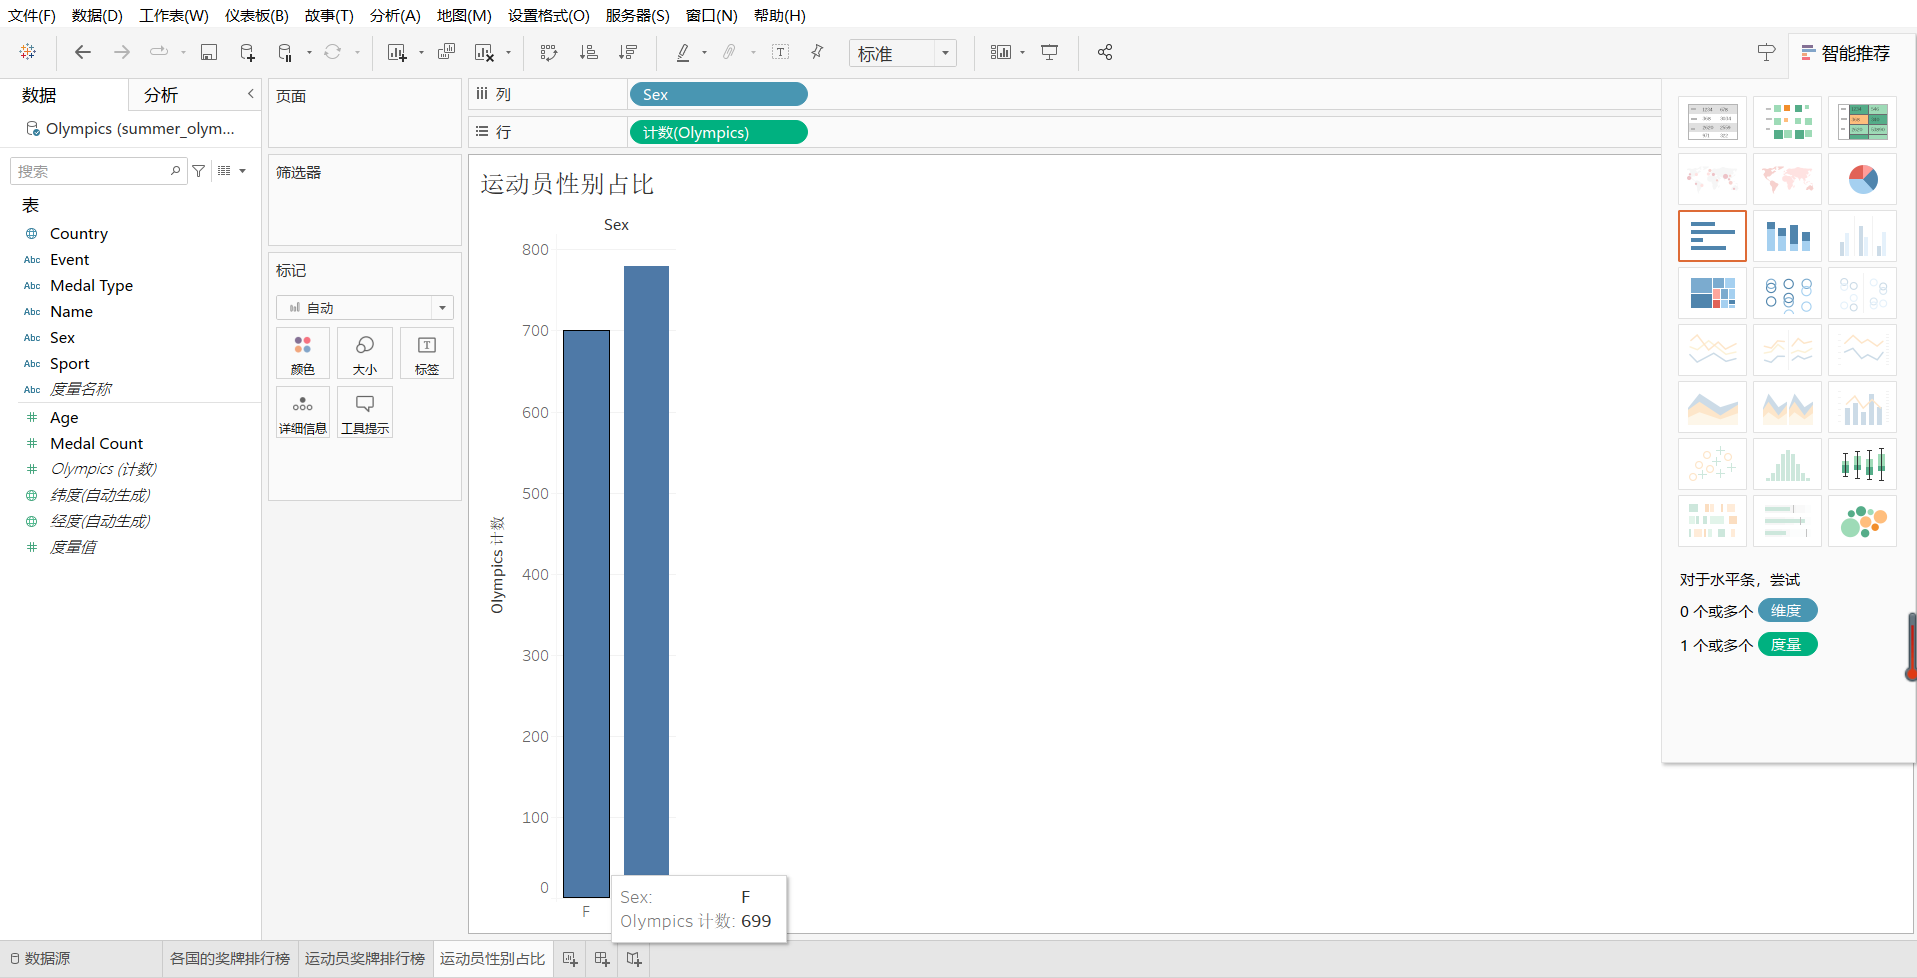 文件(F) 数据(D) 工作表(W) 仪表板(B) 故事(T) 分析(A) 地图(M) 设置格式(O) 服务器(S) 窗口(N) 帮助(H)
标准
智能推荐
数据 分析
Olympics (summer_olym...
搜索
表
Country
Event
Medal Type
Name
Sex
Sport
度量名称
Age
Medal Count
Olympics (计数)
纬度(自动生成)
经度(自动生成)
度量值
页面
筛选器
标记
自动
颜色 大小 标签
详细信息 工具提示
列 Sex
行 计数(Olympics)
运动员性别占比
Sex
800
700
600
500
400
300
200
100
0
Olympics 计数
F
Sex: F
Olympics 计数: 699
对于水平条，尝试
0 个或多个 维度
1 个或多个 度量
数据源 各国的奖牌排行榜 运动员奖牌排行榜 运动员性别占比